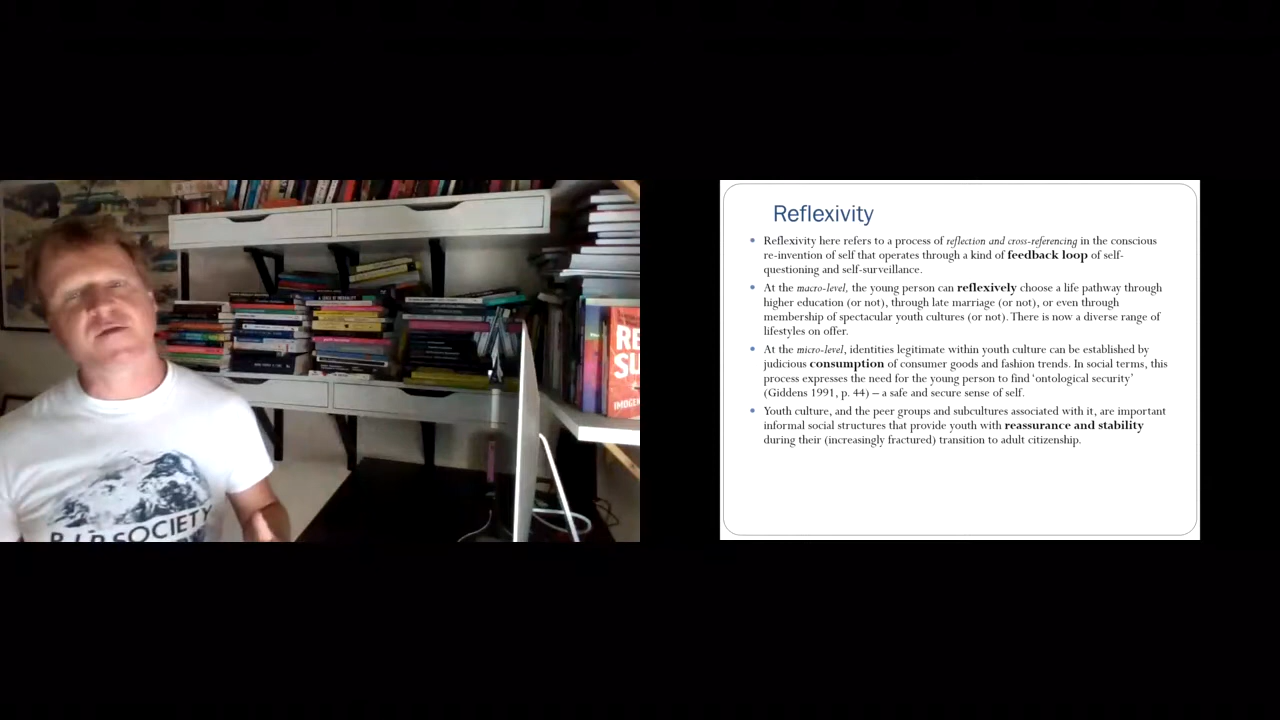 RE
SU
IMOGEN
R.I.P SOCIETY
Reflexivity
Reflexivity here refers to a process of reflection and cross-referencing in the conscious
re-invention of self that operates through a kind of feedback loop of self-
questioning and self-surveillance.
At the macro-level, the young person can reflexively choose a life pathway through
higher education (or not), through late marriage (or not), or even through
membership of spectacular youth cultures (or not). There is now a diverse range of
lifestyles on offer.
At the micro-level, identities legitimate within youth culture can be established by
judicious consumption of consumer goods and fashion trends. In social terms, this
process expresses the need for the young person to find ‘ontological security’
(Giddens 1991, p. 44) – a safe and secure sense of self.
Youth culture, and the peer groups and subcultures associated with it, are important
informal social structures that provide youth with reassurance and stability
during their (increasingly fractured) transition to adult citizenship.